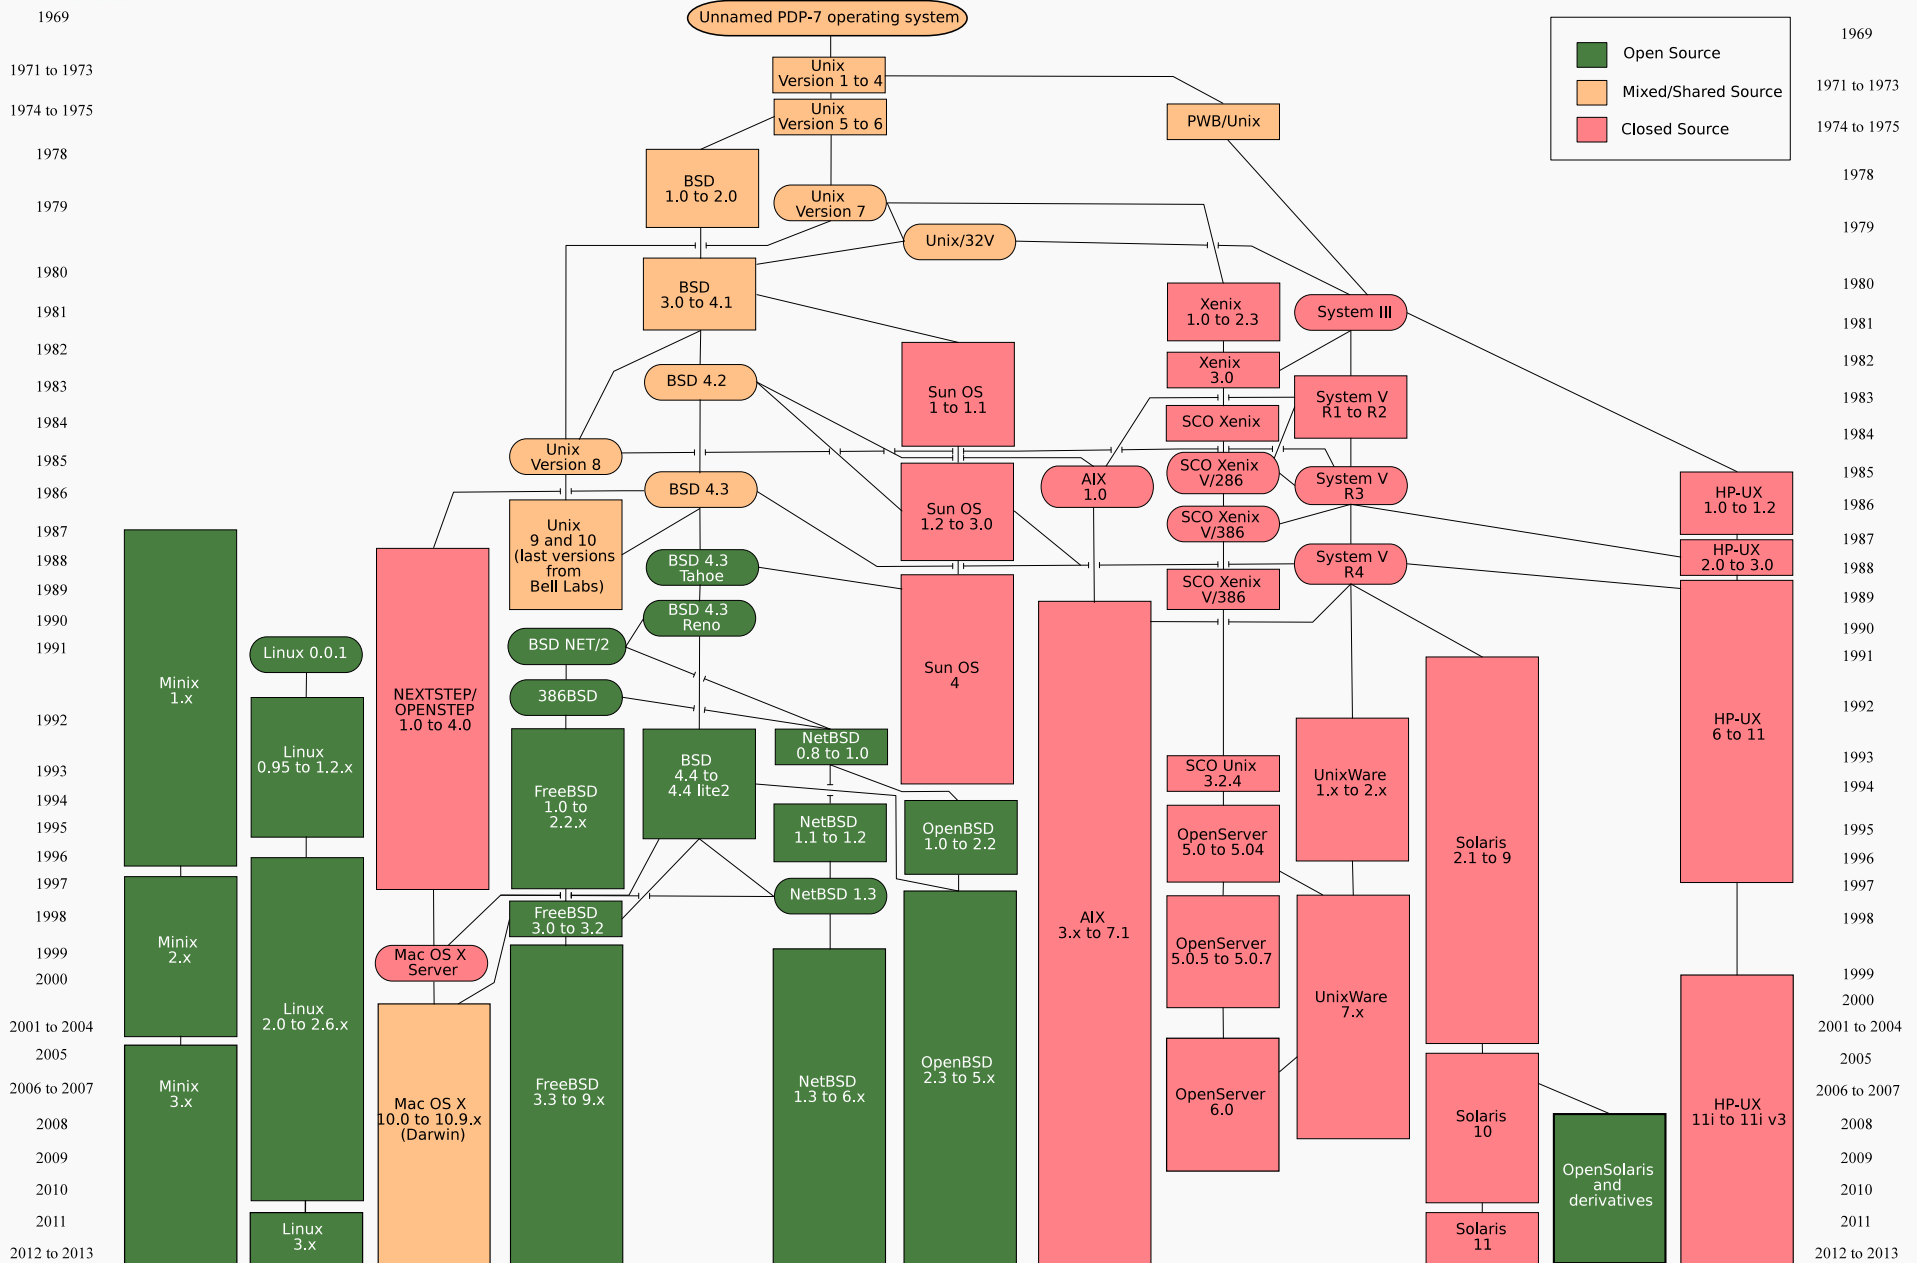 Unnamed PDP-7 operating system
Unix
Version 1 to 4
Unix
Version 5 to 6
PWB/Unix
BSD
1.0 to 2.0
Unix
Version 7
Unix/32V
BSD
3.0 to 4.1
Xenix
1.0 to 2.3
System III
Sun OS
1 to 1.1
Xenix
3.0
BSD 4.2
System V
R1 to R2
SCO Xenix
Unix
Version 8
SCO Xenix
V/286
System V
R3
AIX
1.0
BSD 4.3
HP-UX
1.0 to 1.2
Sun OS
1.2 to 3.0
SCO Xenix
V/386
Unix
9 and 10
(last versions
from
Bell Labs)
HP-UX
2.0 to 3.0
System V
R4
BSD 4.3
Tahoe
SCO Xenix
V/386
BSD 4.3
Reno
BSD NET/2
Linux 0.0.1
Minix
1.x
386BSD
NEXTSTEP/
OPENSTEP
1.0 to 4.0
Sun OS
4
HP-UX
6 to 11
Linux
0.95 to 1.2.x
NetBSD
0.8 to 1.0
BSD
4.4 to
4.4 lite2
SCO Unix
3.2.4
UnixWare
1.x to 2.x
FreeBSD
1.0 to
2.2.x
NetBSD
1.1 to 1.2
OpenBSD
1.0 to 2.2
OpenServer
5.0 to 5.04
Solaris
2.1 to 9
NetBSD 1.3
FreeBSD
3.0 to 3.2
AIX
3.x to 7.1
Minix
2.x
Mac OS X
Server
OpenServer
5.0.5 to 5.0.7
Linux
2.0 to 2.6.x
UnixWare
7.x
OpenBSD
2.3 to 5.x
Minix
3.x
FreeBSD
3.3 to 9.x
NetBSD
1.3 to 6.x
OpenServer
6.0
Mac OS X
10.0 to 10.9.x
(Darwin)
Solaris
10
HP-UX
11i to 11i v3
OpenSolaris
and
derivatives
Linux
3.x
Solaris
11
Open Source
Mixed/Shared Source
Closed Source
1969
1971 to 1973
1974 to 1975
1978
1979
1980
1981
1982
1983
1984
1985
1986
1987
1988
1989
1990
1991
1992
1993
1994
1995
1996
1997
1998
1999
2000
2001 to 2004
2005
2006 to 2007
2008
2009
2010
2011
2012 to 2013
1969
1971 to 1973
1974 to 1975
1978
1979
1980
1981
1982
1983
1984
1985
1986
1987
1988
1989
1990
1991
1992
1993
1994
1995
1996
1997
1998
1999
2000
2001 to 2004
2005
2006 to 2007
2008
2009
2010
2011
2012 to 2013